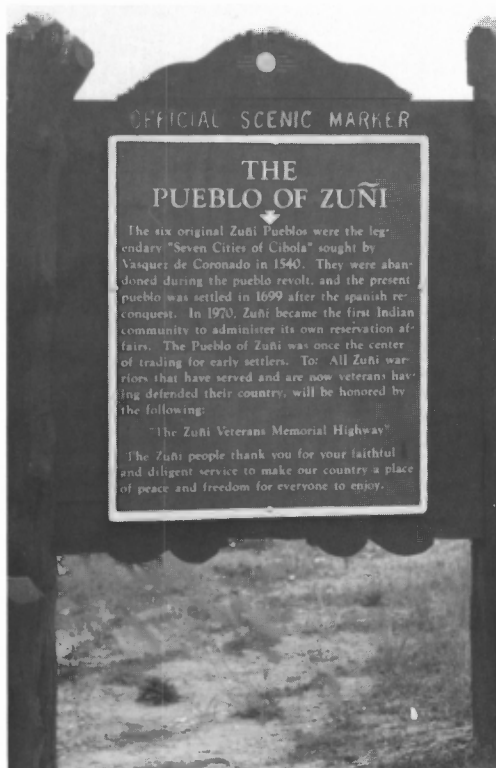 OFFICIAL SCENIC MARKER
THE
PUEBLO OF ZUÑI
The six original Zuñi Pueblos were the leg-
endary "Seven Cities of Cibola" sought by
Vasquez de Coronado in 1540. They were aban-
doned during the pueblo revolt, and the present
pueblo was settled in 1699 after the spanish re-
conquest. In 1970, Zuñi became the first Indian
community to administer its own reservation af-
fairs. The Pueblo of Zuñi was once the center
of trading for early settlers. To: All Zuñi war-
riors that have served and are now veterans hav-
ing defended their country, will be honored by
the following:
"The Zuñi Veterans Memorial Highway"
The Zuñi people thank you for your faithful
and diligent service to make our country a place
of peace and freedom for everyone to enjoy.